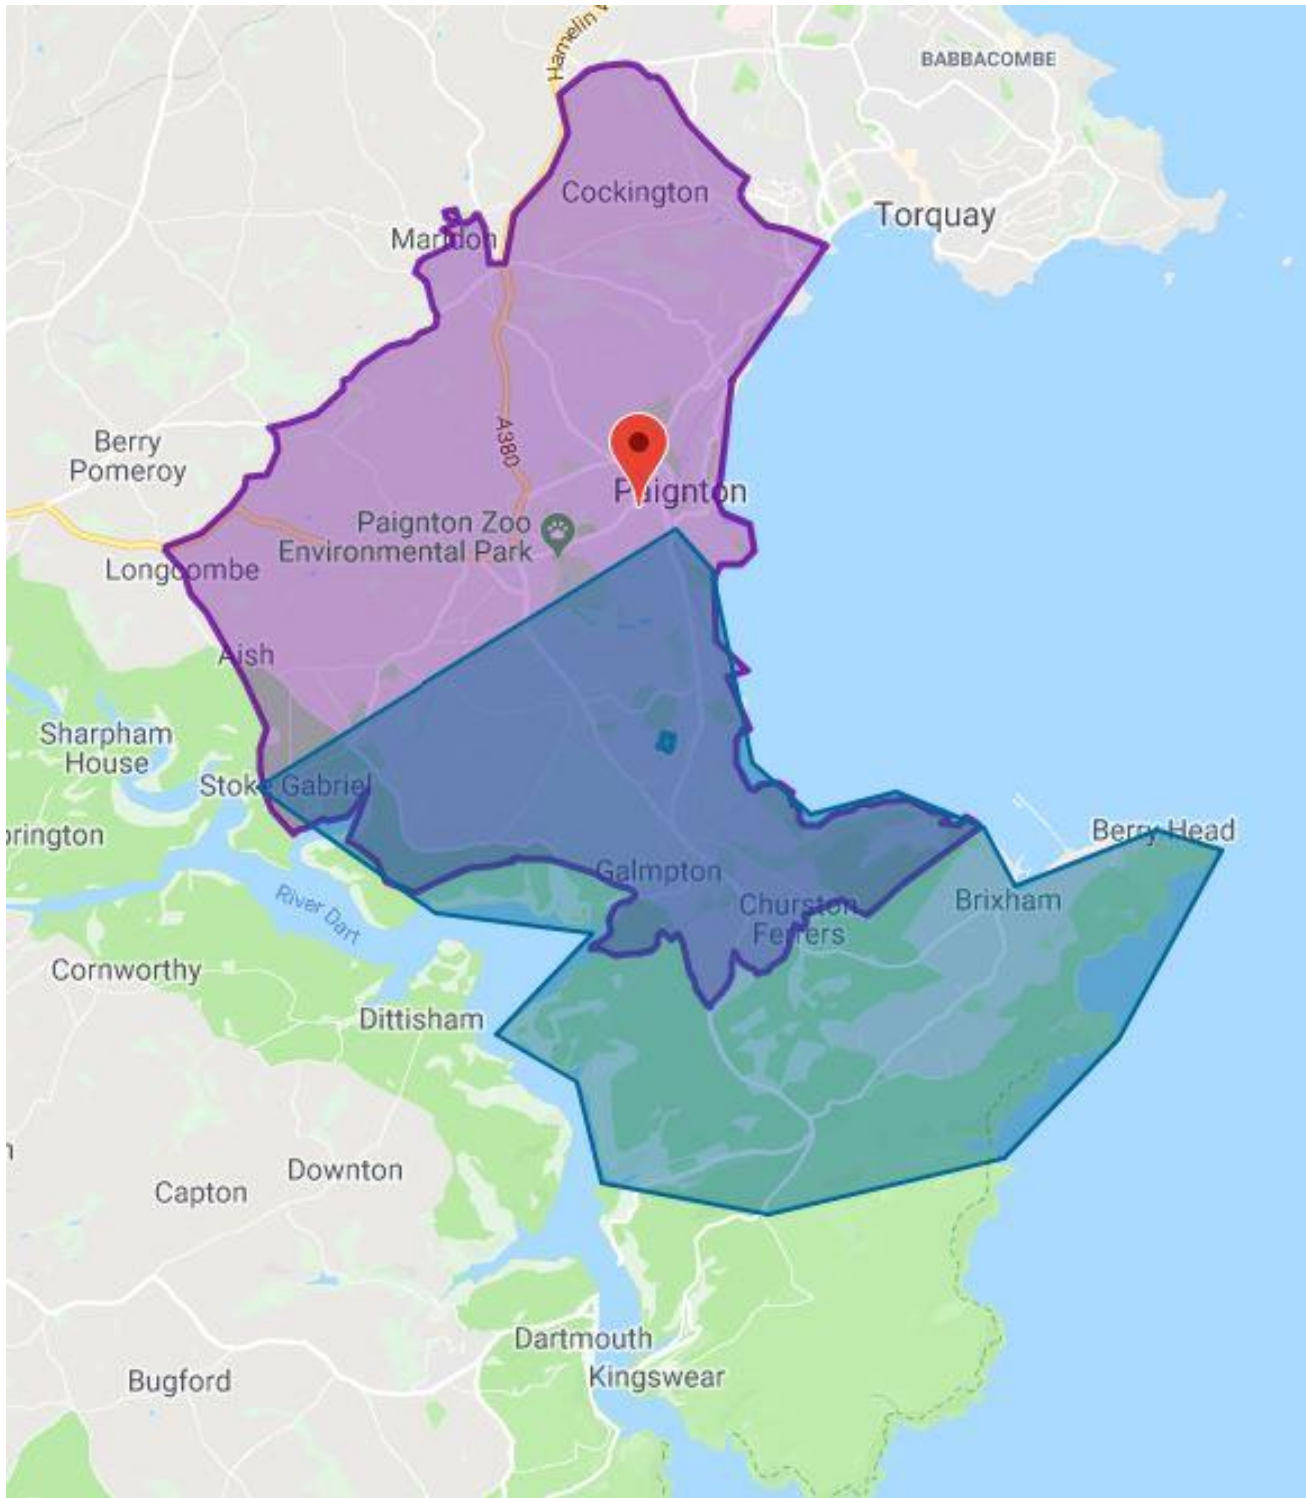 Hamelin W
BABBACOMBE
Cockington
Torquay
Marldon
A380
Berry
Pomeroy
Paignton
Paignton Zoo
Environmental Park
Longcombe
Aish
Sharpham
House
Stoke Gabriel
orington
Berry Head
Galmpton
River Dart
Churston
Ferrers
Brixham
Cornworthy
Dittisham
n
Downton
Capton
Dartmouth
Kingswear
Bugford